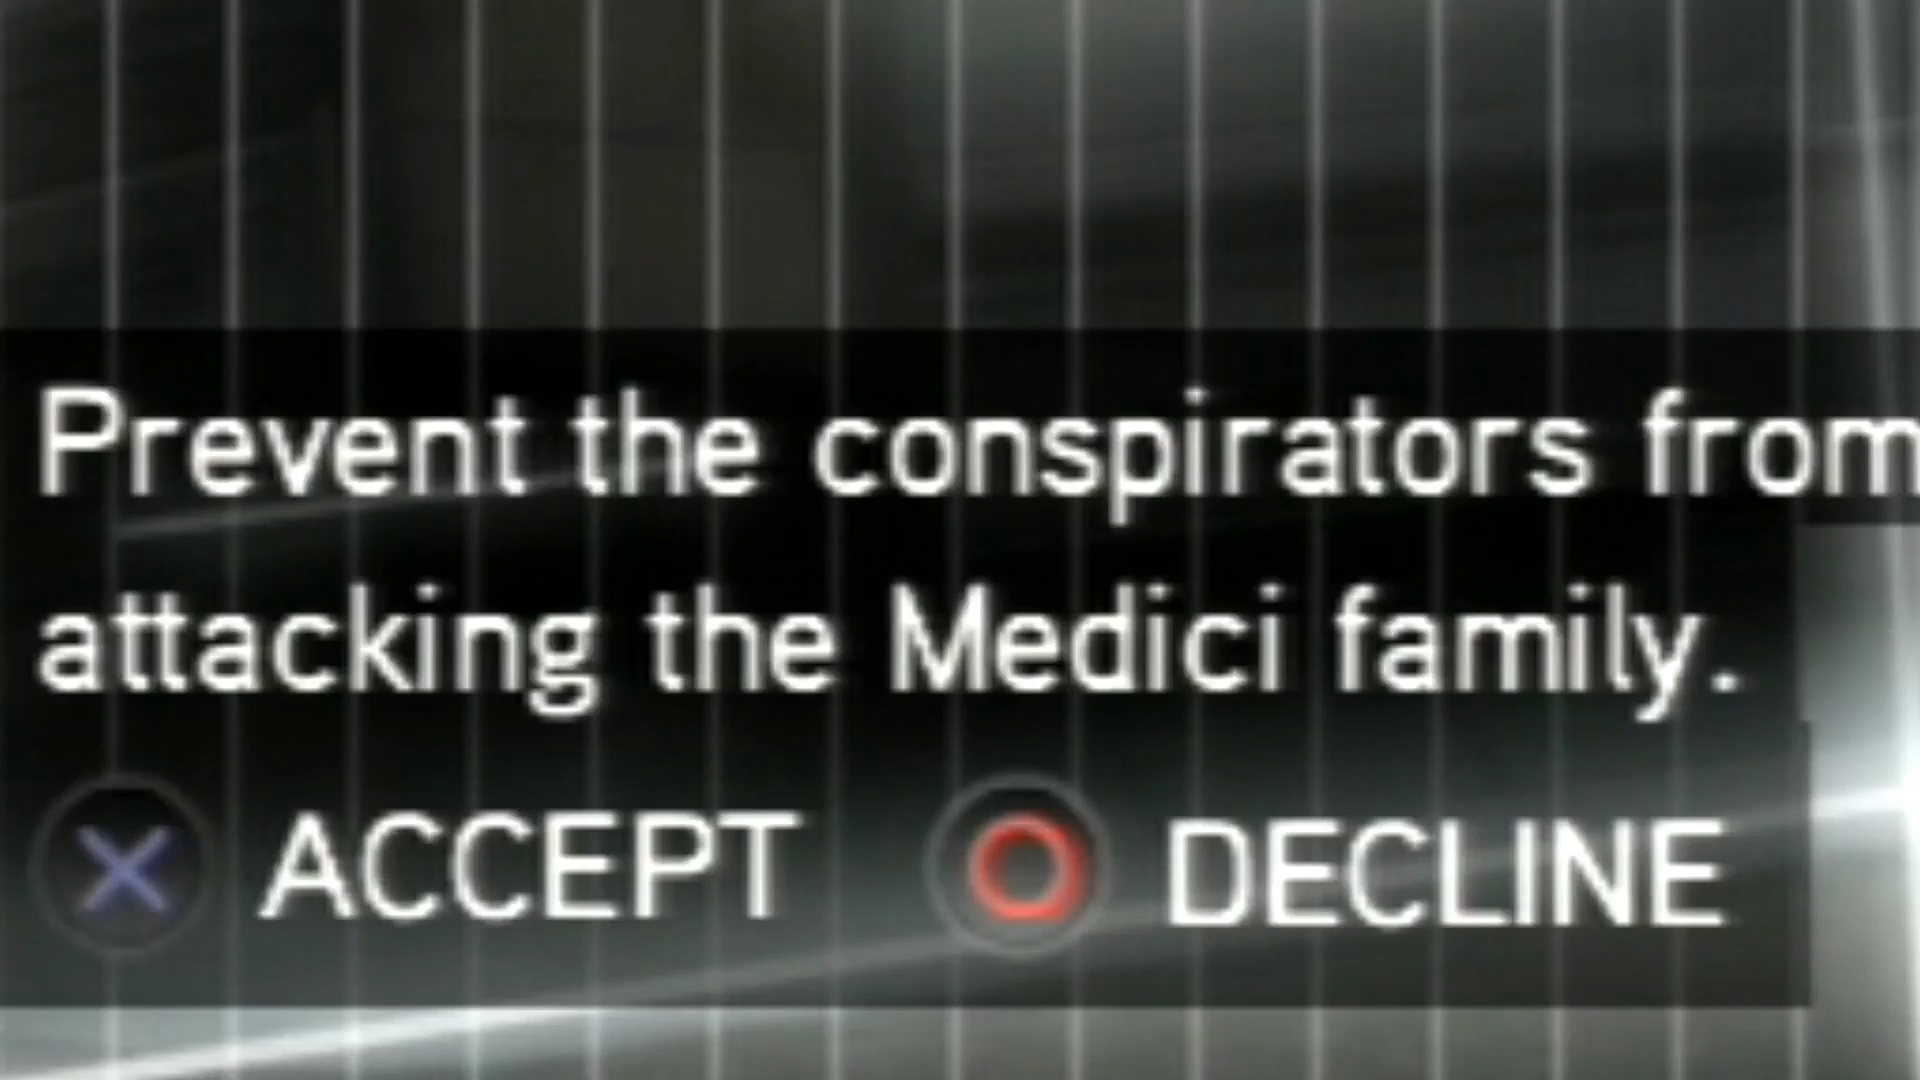 Prevent the conspirators from
attacking the Medici family.
ACCEPT DECLINE